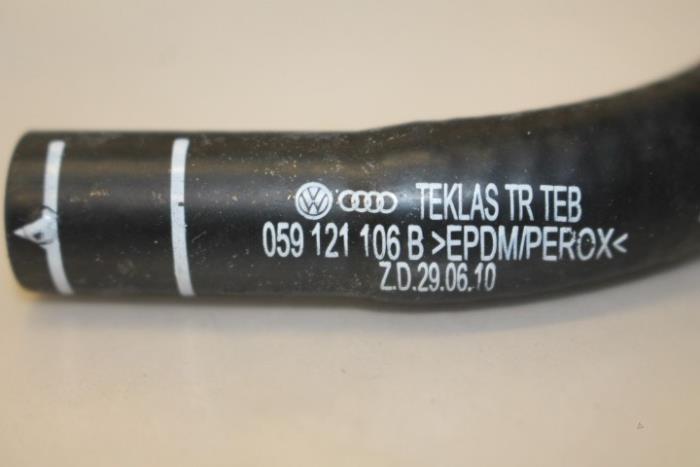 TEKLAS TR TEB
059 121 106 B >EPDM/PEROX<
Z.D.29.06.10